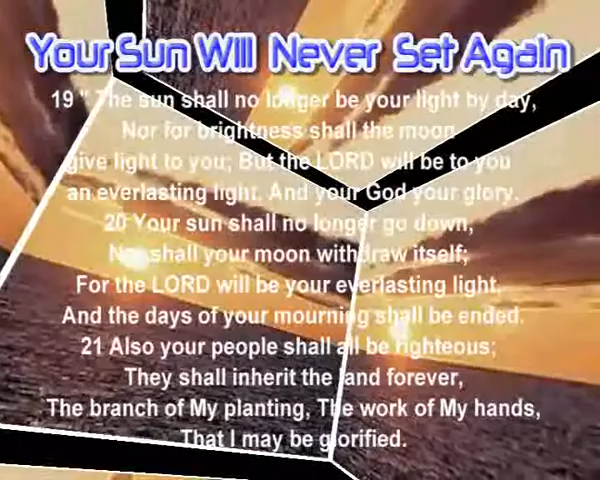 Your Sun Will Never Set Again
19 " The sun shall no longer be your light by day,
Nor for brightness shall the moon
give light to you; But the LORD will be to you
an everlasting light. And your God your glory.
20 Your sun shall no longer go down,
Nor shall your moon withdraw itself;
For the LORD will be your everlasting light,
And the days of your mourning shall be ended.
21 Also your people shall all be righteous;
They shall inherit the land forever,
The branch of My planting, The work of My hands,
That I may be glorified.